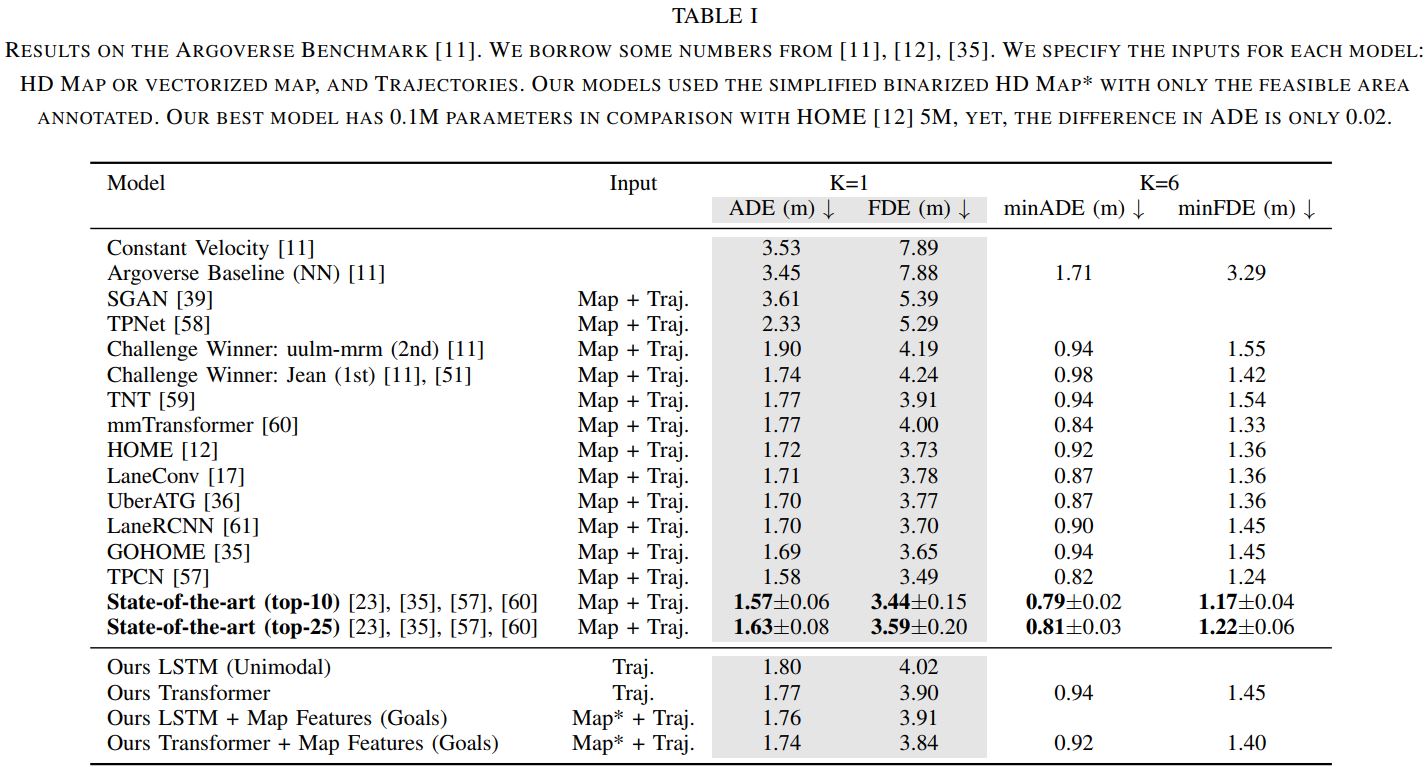 TABLE I
RESULTS ON THE ARGOVERSE BENCHMARK [11]. WE BORROW SOME NUMBERS FROM [11], [12], [35]. WE SPECIFY THE INPUTS FOR EACH MODEL:
HD MAP OR VECTORIZED MAP, AND TRAJECTORIES. OUR MODELS USED THE SIMPLIFIED BINARIZED HD MAP* WITH ONLY THE FEASIBLE AREA
ANNOTATED. OUR BEST MODEL HAS 0.1M PARAMETERS IN COMPARISON WITH HOME [12] 5M, YET, THE DIFFERENCE IN ADE IS ONLY 0.02.
Model Input K=1 K=6
ADE (m) ↓ FDE (m) ↓ minADE (m) ↓ minFDE (m) ↓
Constant Velocity [11] 3.53 7.89
Argoverse Baseline (NN) [11] 3.45 7.88 1.71 3.29
SGAN [39] Map + Traj. 3.61 5.39
TPNet [58] Map + Traj. 2.33 5.29
Challenge Winner: uulm-mrm (2nd) [11] Map + Traj. 1.90 4.19 0.94 1.55
Challenge Winner: Jean (1st) [11], [51] Map + Traj. 1.74 4.24 0.98 1.42
TNT [59] Map + Traj. 1.77 3.91 0.94 1.54
mmTransformer [60] Map + Traj. 1.77 4.00 0.84 1.33
HOME [12] Map + Traj. 1.72 3.73 0.92 1.36
LaneConv [17] Map + Traj. 1.71 3.78 0.87 1.36
UberATG [36] Map + Traj. 1.70 3.77 0.87 1.36
LaneRCNN [61] Map + Traj. 1.70 3.70 0.90 1.45
GOHOME [35] Map + Traj. 1.69 3.65 0.94 1.45
TPCN [57] Map + Traj. 1.58 3.49 0.82 1.24
State-of-the-art (top-10) [23], [35], [57], [60] Map + Traj. 1.57±0.06 3.44±0.15 0.79±0.02 1.17±0.04
State-of-the-art (top-25) [23], [35], [57], [60] Map + Traj. 1.63±0.08 3.59±0.20 0.81±0.03 1.22±0.06
Ours LSTM (Unimodal) Traj. 1.80 4.02
Ours Transformer Traj. 1.77 3.90 0.94 1.45
Ours LSTM + Map Features (Goals) Map* + Traj. 1.76 3.91
Ours Transformer + Map Features (Goals) Map* + Traj. 1.74 3.84 0.92 1.40